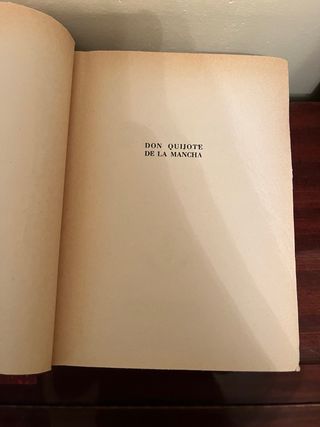 DON QUIJOTE
DE LA MANCHA